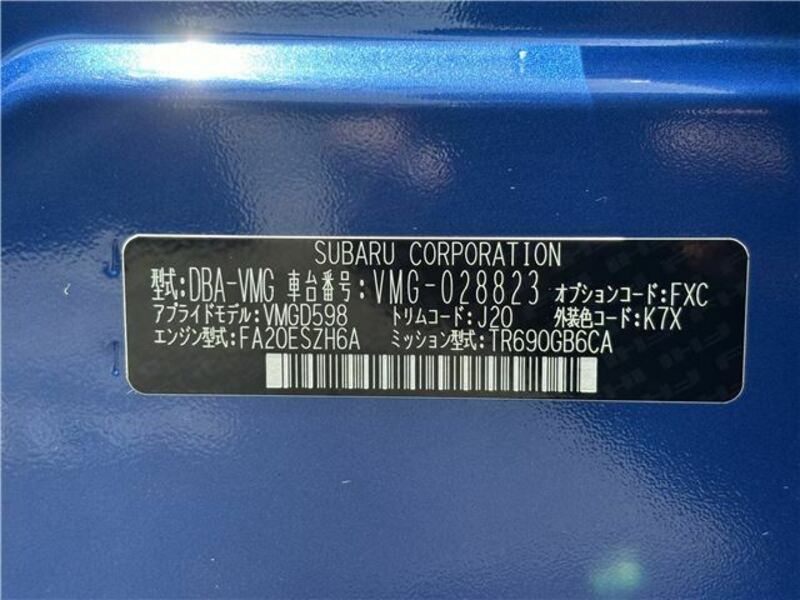 SUBARU CORPORATION
型式:DBA-VMG 車台番号:VMG-028823 オプションコード:FXC
アプライドモデル:VMGD598 トリムコード:J20 外装色コード:K7X
エンジン型式:FA20ESZH6A ミッション型式:TR690GB6CA